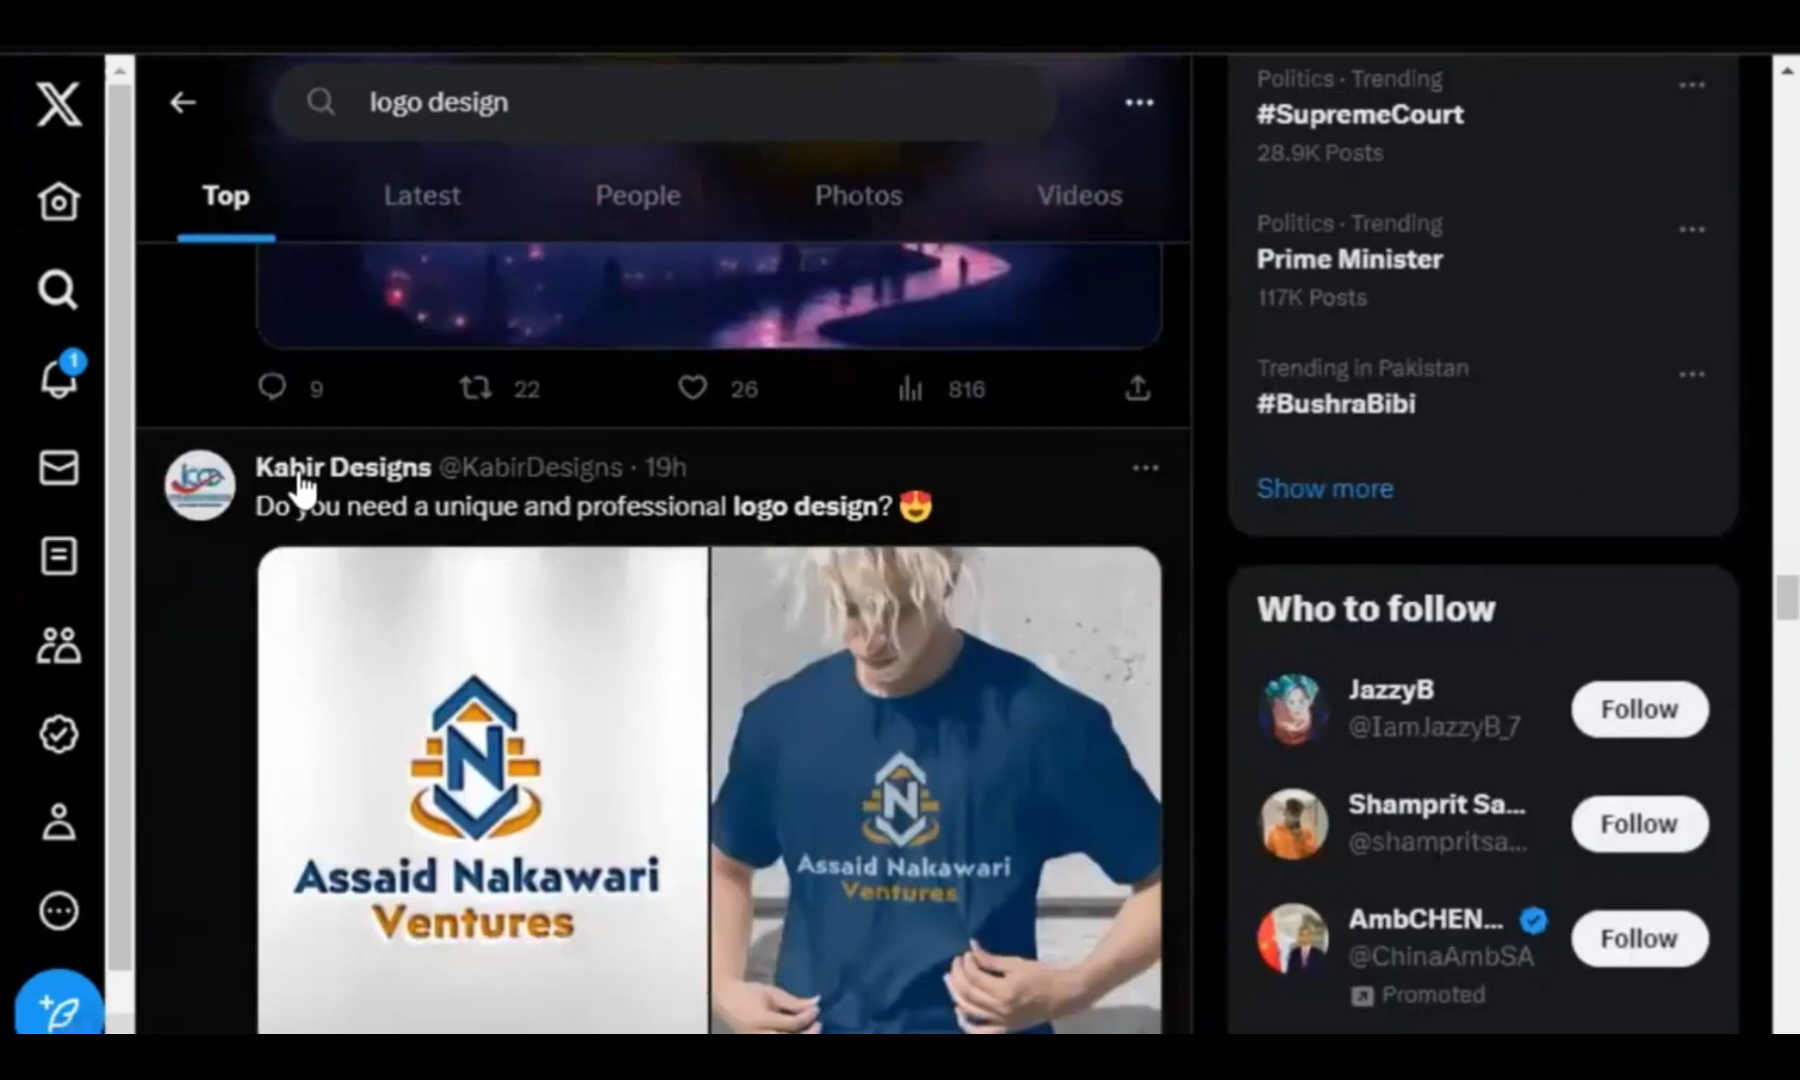 logo design
Top
Latest
People
Photos
Videos
9
22
26
816
Kabir Designs @KabirDesigns · 19h
Do you need a unique and professional logo design? 😍
Assaid Nakawari
Ventures
Assaid Nakawari
Ventures
Politics · Trending
#SupremeCourt
28.9K Posts
Politics · Trending
Prime Minister
117K Posts
Trending in Pakistan
#BushraBibi
Show more
Who to follow
JazzyB
@IamJazzyB_7
Follow
Shamprit Sa...
@shampritsa...
Follow
AmbCHEN...
@ChinaAmbSA
Follow
Promoted
1